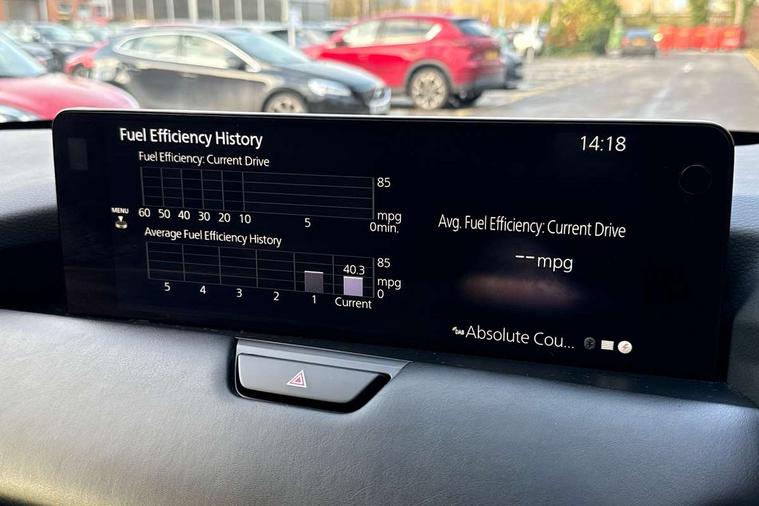 Fuel Efficiency History
14:18
Fuel Efficiency: Current Drive
85
mpg
60 50 40 30 20 10 5 0min.
MENU
Average Fuel Efficiency History
85
40.3
mpg
0
5 4 3 2 1 Current
Avg. Fuel Efficiency: Current Drive
--mpg
DAB Absolute Cou...